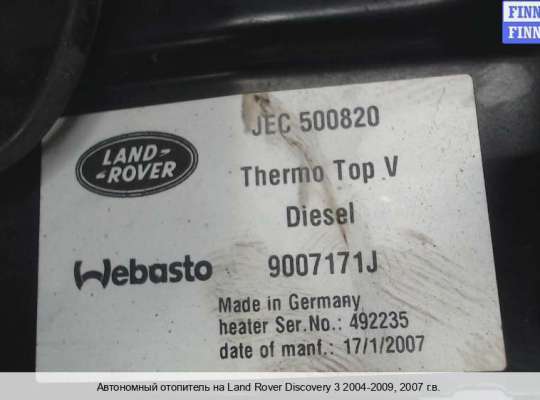 FINN
FINN
JEC 500820
LAND-
ROVER
Thermo Top V
Diesel
Webasto 9007171J
Made in Germany
heater Ser.No.: 492235
date of manf.: 17/1/2007
Автономный отопитель на Land Rover Discovery 3 2004-2009, 2007 г.в.